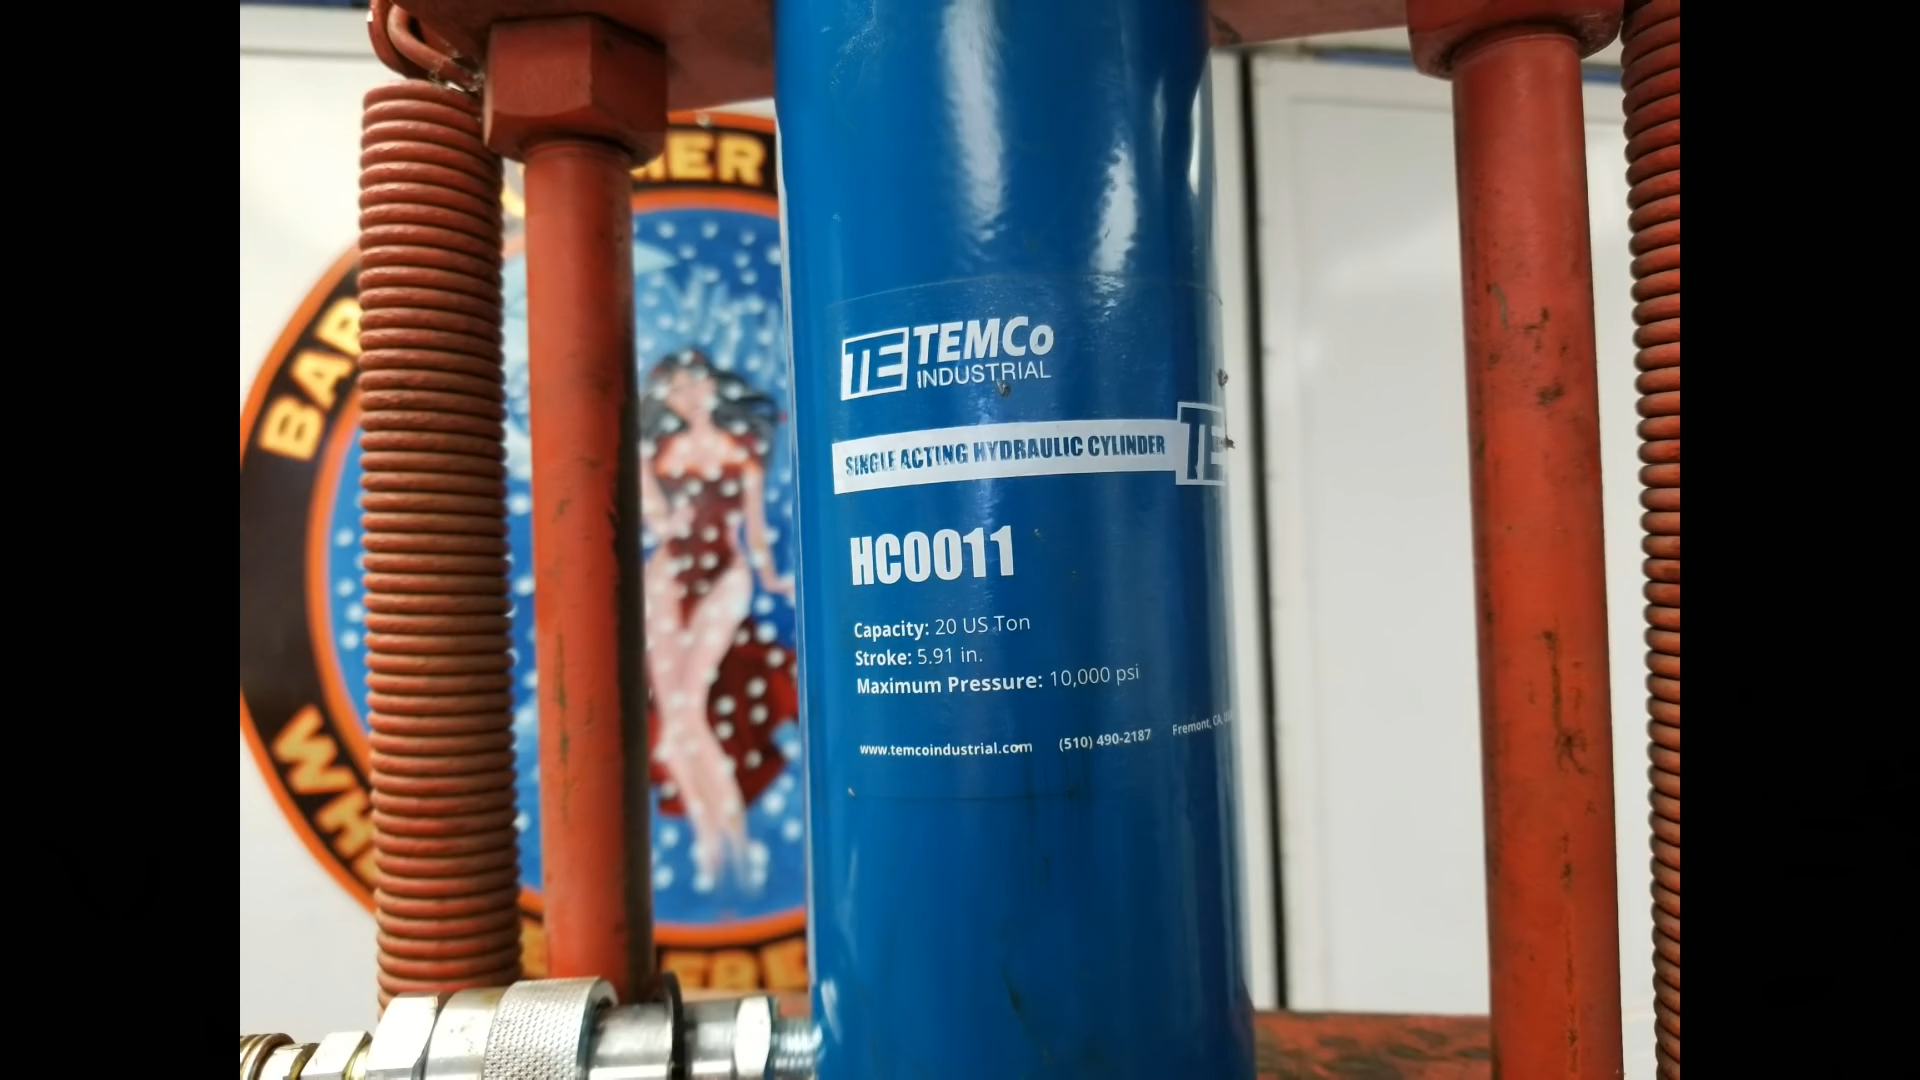 TE TEMCo
INDUSTRIAL
SINGLE ACTING HYDRAULIC CYLINDER TE
HC0011
Capacity: 20 US Ton
Stroke: 5.91 in.
Maximum Pressure: 10,000 psi
www.temcoindustrial.com (510) 490-2187 Fremont, CA,